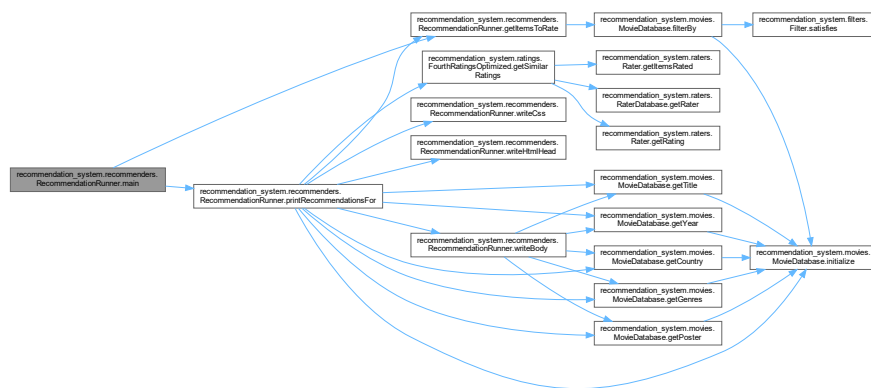 recommendation_system.recommenders.
RecommendationRunner.main
recommendation_system.recommenders.
RecommendationRunner.printRecommendationsFor
recommendation_system.recommenders.
RecommendationRunner.getItemsToRate
recommendation_system.ratings.
FourthRatingsOptimized.getSimilar
Ratings
recommendation_system.recommenders.
RecommendationRunner.writeCss
recommendation_system.recommenders.
RecommendationRunner.writeHtmlHead
recommendation_system.recommenders.
RecommendationRunner.writeBody
recommendation_system.movies.
MovieDatabase.filterBy
recommendation_system.raters.
Rater.getItemsRated
recommendation_system.raters.
RaterDatabase.getRater
recommendation_system.raters.
Rater.getRating
recommendation_system.movies.
MovieDatabase.getTitle
recommendation_system.movies.
MovieDatabase.getYear
recommendation_system.movies.
MovieDatabase.getCountry
recommendation_system.movies.
MovieDatabase.getGenres
recommendation_system.movies.
MovieDatabase.getPoster
recommendation_system.filters.
Filter.satisfies
recommendation_system.movies.
MovieDatabase.initialize